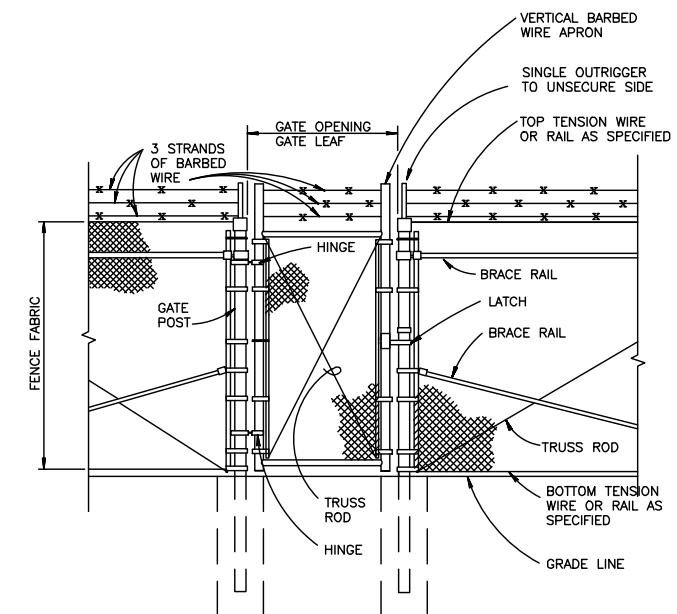 VERTICAL BARBED
WIRE APRON
SINGLE OUTRIGGER
TO UNSECURE SIDE
TOP TENSION WIRE
OR RAIL AS SPECIFIED
GATE OPENING
GATE LEAF
3 STRANDS
OF BARBED
WIRE
HINGE
BRACE RAIL
LATCH
GATE
POST
BRACE RAIL
FENCE FABRIC
TRUSS ROD
TRUSS
ROD
BOTTOM TENSION
WIRE OR RAIL AS
SPECIFIED
HINGE
GRADE LINE